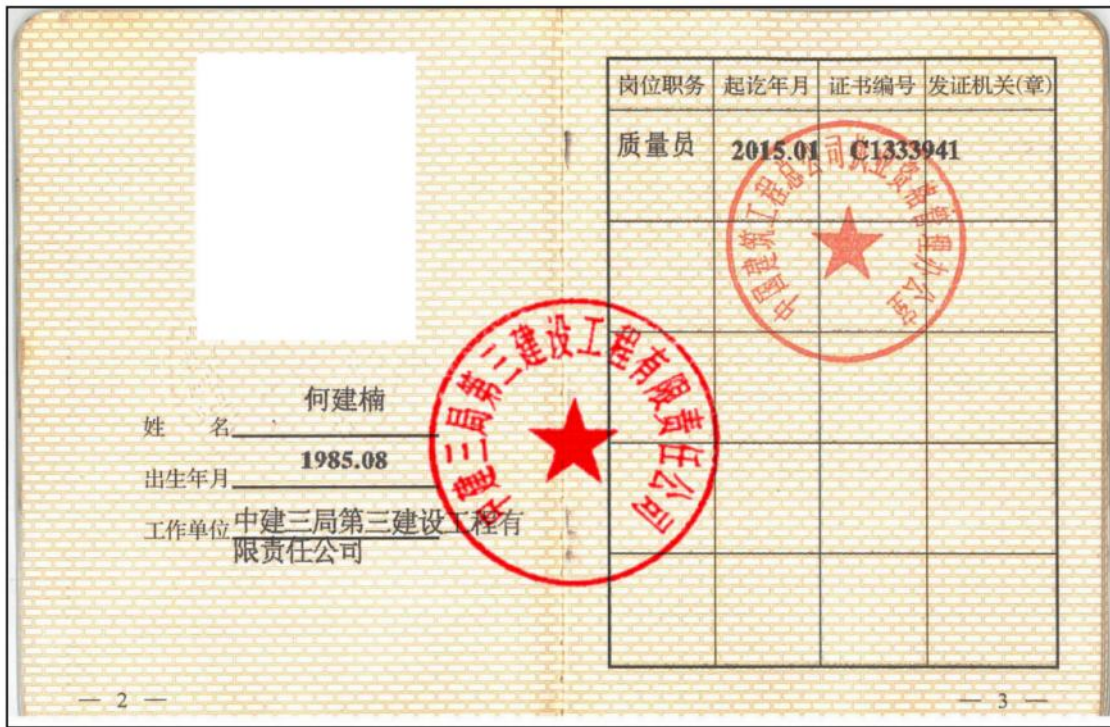 姓 名 何建楠
出生年月 1985.08
工作单位 中建三局第三建设工程有
限责任公司
— 2 —
岗位职务 起讫年月 证书编号 发证机关(章)
质量员 2015.01 C1333941
中国建筑工程总公司执业资格管理办公室
中建三局第三建设工程有限责任公司
— 3 —